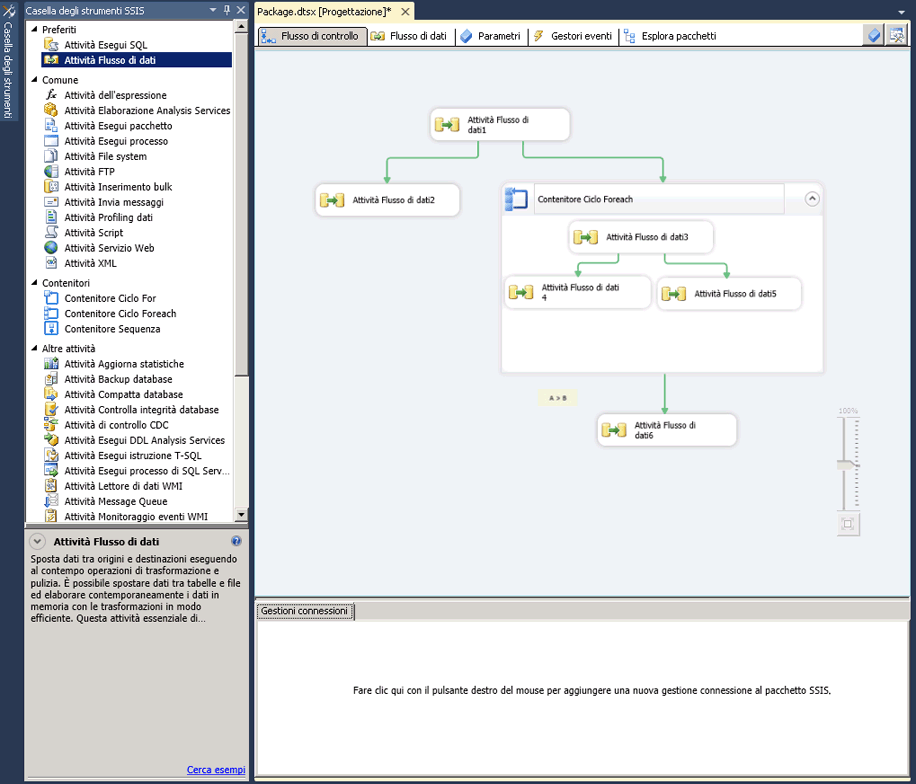 Casella degli strumenti
Casella degli strumenti SSIS
Preferiti
Attività Esegui SQL
Attività Flusso di dati
Comune
fx Attività dell'espressione
Attività Elaborazione Analysis Services
Attività Esegui pacchetto
Attività Esegui processo
Attività File system
Attività FTP
Attività Inserimento bulk
Attività Invia messaggi
Attività Profiling dati
Attività Script
Attività Servizio Web
Attività XML
Contenitori
Contenitore Ciclo For
Contenitore Ciclo Foreach
Contenitore Sequenza
Altre attività
Attività Aggiorna statistiche
Attività Backup database
Attività Compatta database
Attività Controlla integrità database
Attività di controllo CDC
Attività Esegui DDL Analysis Services
Attività Esegui istruzione T-SQL
Attività Esegui processo di SQL Serv...
Attività Lettore di dati WMI
Attività Message Queue
Attività Monitoraggio eventi WMI
Attività Flusso di dati
Sposta dati tra origini e destinazioni eseguendo
al contempo operazioni di trasformazione e
pulizia. È possibile spostare dati tra tabelle e file
ed elaborare contemporaneamente i dati in
memoria con le trasformazioni in modo
efficiente. Questa attività essenziale di...
Cerca esempi
Package.dtsx [Progettazione]*
Flusso di controllo
Flusso di dati
Parametri
Gestori eventi
Esplora pacchetti
Attività Flusso di
dati1
Attività Flusso di dati2
Contenitore Ciclo Foreach
Attività Flusso di dati3
Attività Flusso di dati
4
Attività Flusso di dati5
A > B
Attività Flusso di
dati6
100%
Gestioni connessioni
Fare clic qui con il pulsante destro del mouse per aggiungere una nuova gestione connessione al pacchetto SSIS.